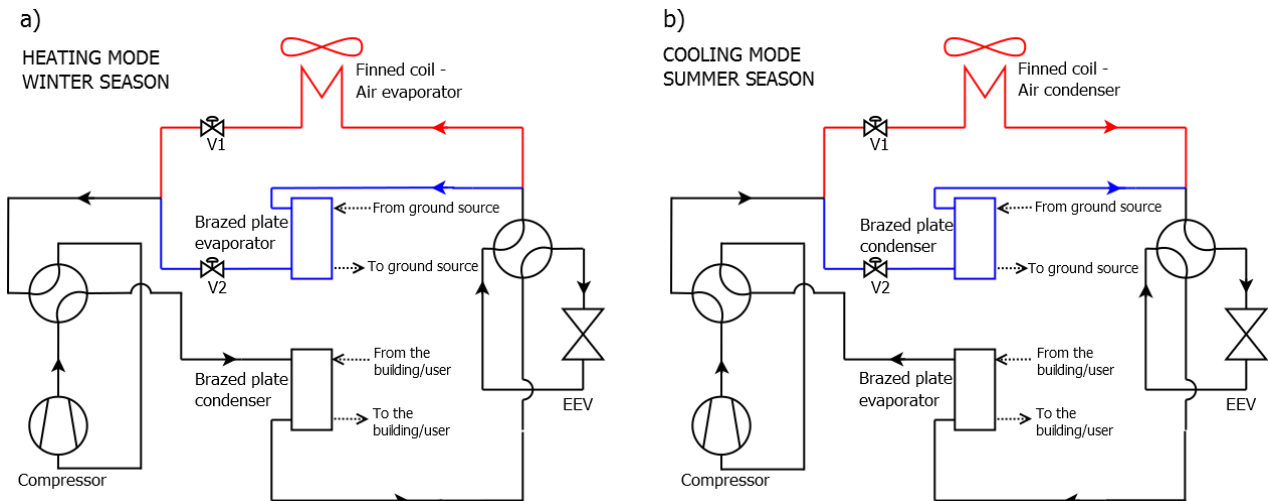 a)
HEATING MODE
WINTER SEASON
Finned coil -
Air evaporator
V1
Brazed plate
evaporator
From ground source
To ground source
V2
From the
building/user
Brazed plate
condenser
To the
building/user
EEV
Compressor
b)
COOLING MODE
SUMMER SEASON
Finned coil -
Air condenser
V1
Brazed plate
condenser
From ground source
To ground source
V2
From the
building/user
Brazed plate
evaporator
To the
building/user
EEV
Compressor